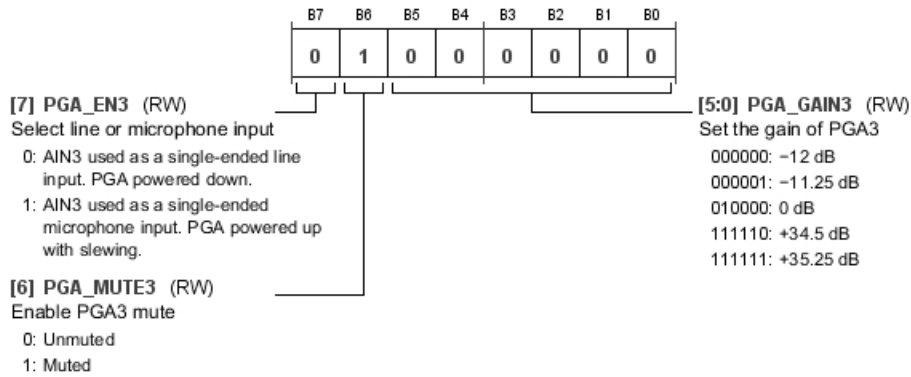 B7 B6 B5 B4 B3 B2 B1 B0
0 1 0 0 0 0 0 0
[7] PGA_EN3 (RW)
Select line or microphone input
0: AIN3 used as a single-ended line
input. PGA powered down.
1: AIN3 used as a single-ended
microphone input. PGA powered up
with slewing.
[6] PGA_MUTE3 (RW)
Enable PGA3 mute
0: Unmuted
1: Muted
[5:0] PGA_GAIN3 (RW)
Set the gain of PGA3
000000: −12 dB
000001: −11.25 dB
010000: 0 dB
111110: +34.5 dB
111111: +35.25 dB